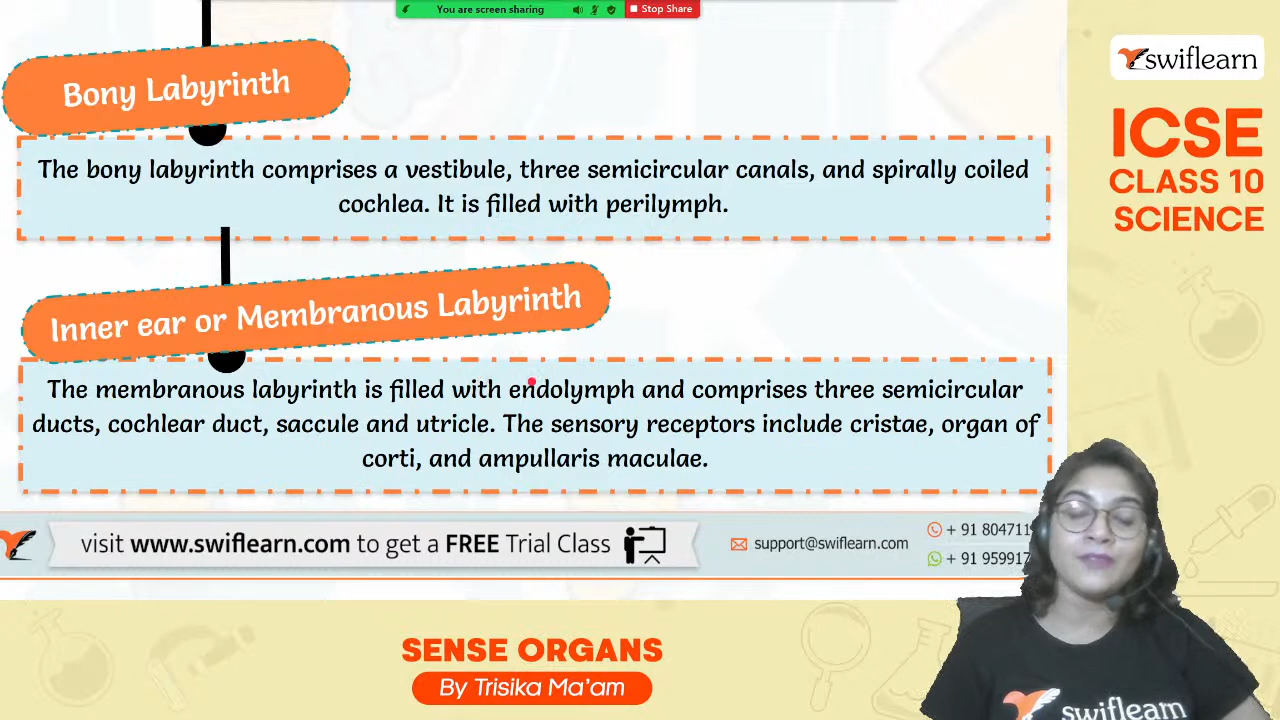 You are screen sharing
Stop Share
swiflearn
ICSE
CLASS 10
SCIENCE
Bony Labyrinth
The bony labyrinth comprises a vestibule, three semicircular canals, and spirally coiled
cochlea. It is filled with perilymph.
Inner ear or Membranous Labyrinth
The membranous labyrinth is filled with endolymph and comprises three semicircular
ducts, cochlear duct, saccule and utricle. The sensory receptors include cristae, organ of
corti, and ampullaris maculae.
visit www.swiflearn.com to get a FREE Trial Class
support@swiflearn.com
+ 91 804711
+ 91 959917
SENSE ORGANS
By Trisika Ma'am
swiflearn